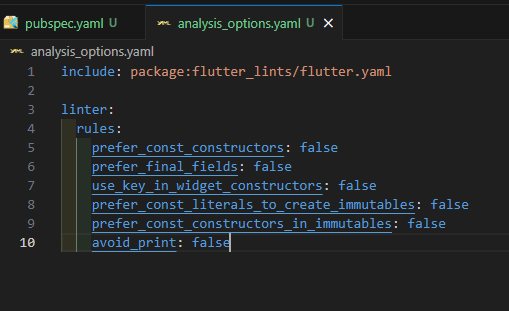 pubspec.yaml U
analysis_options.yaml U
analysis_options.yaml
1 include: package:flutter_lints/flutter.yaml
2
3 linter:
4 rules:
5 prefer_const_constructors: false
6 prefer_final_fields: false
7 use_key_in_widget_constructors: false
8 prefer_const_literals_to_create_immutables: false
9 prefer_const_constructors_in_immutables: false
10 avoid_print: false